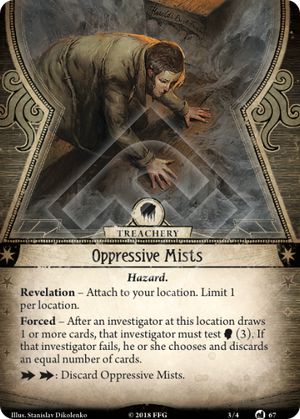 TREACHERY
Oppressive Mists
Hazard.
Revelation – Attach to your location. Limit 1
per location.
Forced – After an investigator at this location draws
1 or more cards, that investigator must test (3). If
that investigator fails, he or she chooses and discards
an equal number of cards.
: Discard Oppressive Mists.
Illus. Stanislav Dikolenko
© 2018 FFG
3/4
67